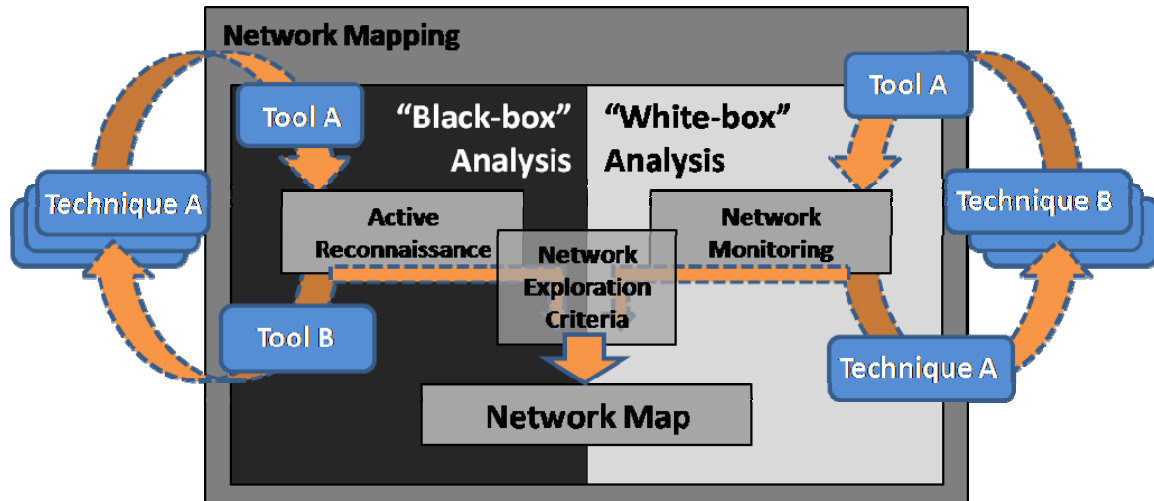 Network Mapping
Tool A
Tool A
“Black-box”
Analysis
“White-box”
Analysis
Technique A
Technique B
Active
Reconnaissance
Network
Monitoring
Network
Exploration
Criteria
Tool B
Technique A
Network Map